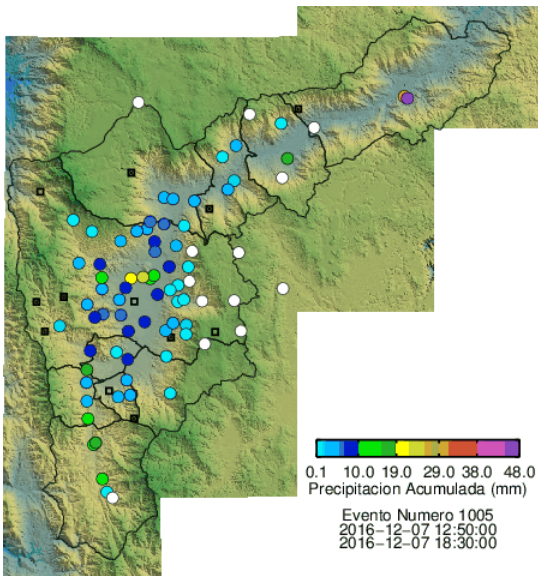 0.1 10.0 19.0 29.0 38.0 48.0
Precipitacion Acumulada (mm)
Evento Numero 1005
2016-12-07 12:50:00
2016-12-07 18:30:00